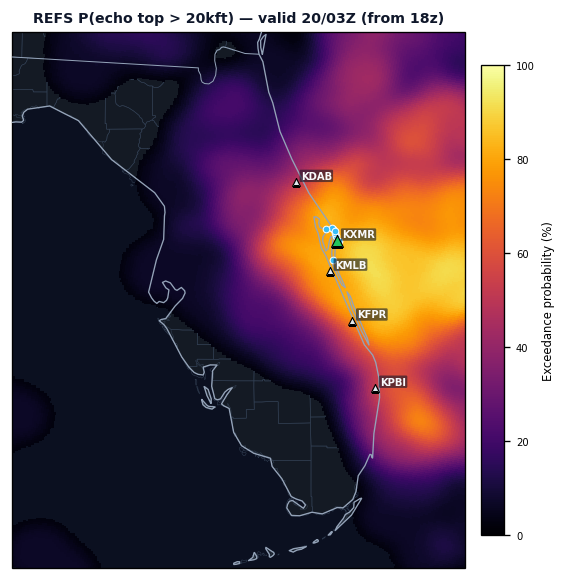 REFS P(echo top > 20kft) — valid 20/03Z (from 18z)
100
80
60
40
20
0
Exceedance probability (%)
KDAB
KXMR
KMLB
KFPR
KPBI